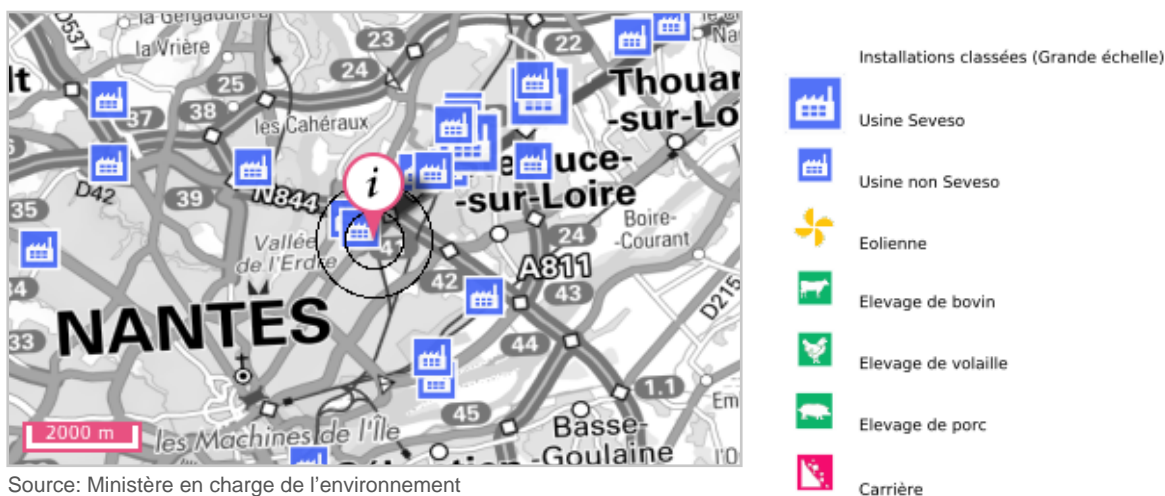 D537
la Vrière
23
22
24
25
Thouar
-sur-Lo
37
38
les Cahéraux
uce-
-sur-Loire
D42
39
N844
i
35
Vallée
de l'Erdre
4
Boire-
-Courant
24
A811
42
43
D215
NANTES
33
44
1.1
Em
2000 m
45
les Machines de l'Île
Basse-
-Goulaine
Source: Ministère en charge de l'environnement
Installations classées (Grande échelle)
Usine Seveso
Usine non Seveso
Eolienne
Elevage de bovin
Elevage de volaille
Elevage de porc
Carrière